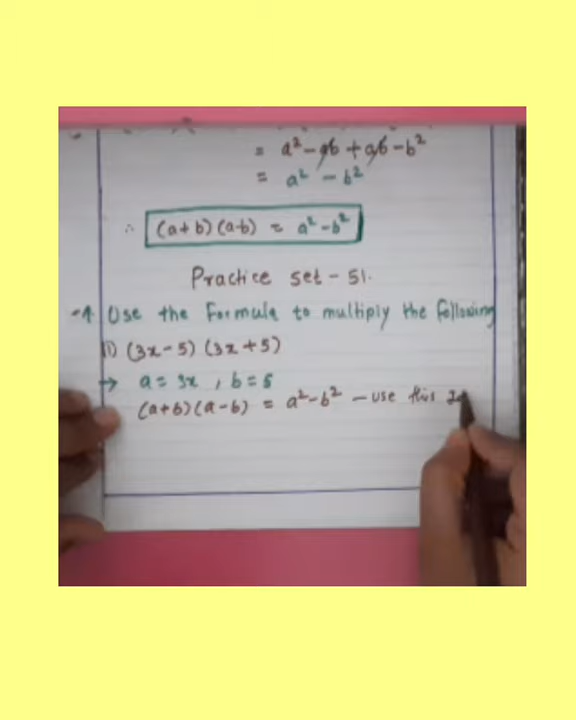 = a² - ab + ab - b²
= a² - b²
∴ (a+b) (a-b) = a² - b²
Practice set - 51.
1. Use the Formula to multiply the following
(i) (3x - 5) (3x + 5)
→ a = 3x , b = 5
(a+b) (a-b) = a² - b² - use this